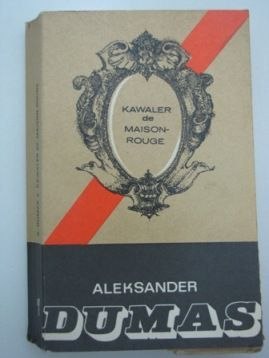 KAWALER
de
MAISON-
ROUGE
ALEKSANDER
DUMAS